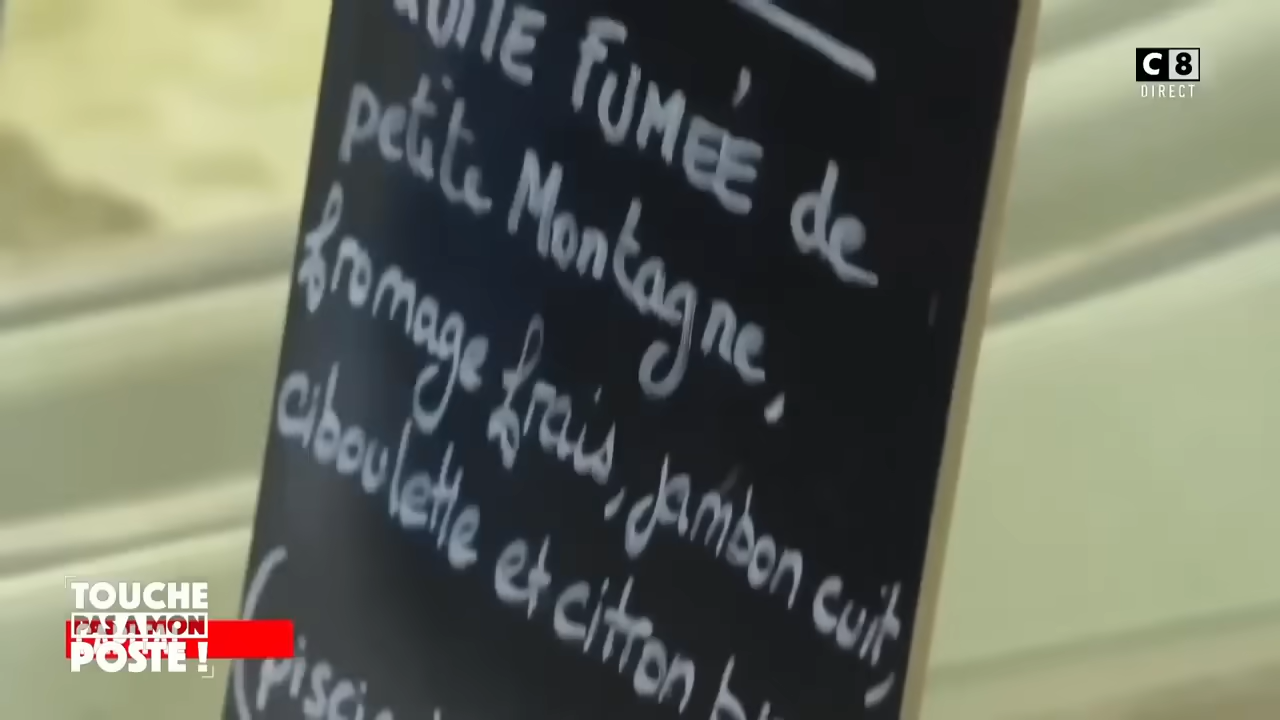 FUMÉE de
petite Montagne,
fromage frais, jambon cuit,
ciboulette et citron
C8
DIRECT
TOUCHE
PAS A MON
POSTE !